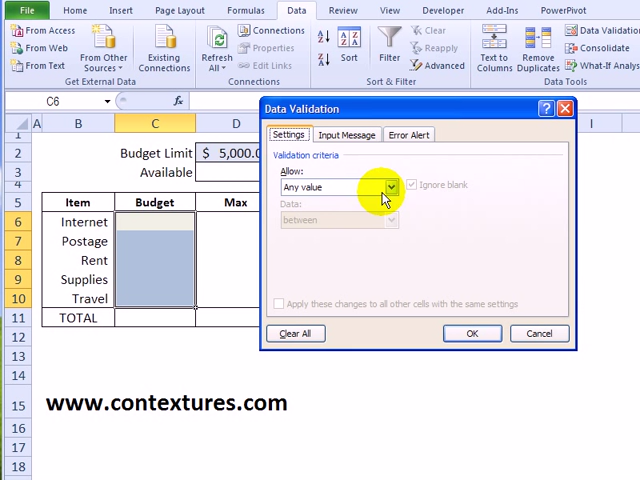 File Home Insert Page Layout Formulas Data Review View Developer Add-Ins PowerPivot
From Access
From Web
From Text
From Other Sources
Existing Connections
Get External Data
Refresh All
Connections
Properties
Edit Links
Connections
Sort
Filter
Clear
Reapply
Advanced
Sort & Filter
Text to Columns
Remove Duplicates
Data Validation
Consolidate
What-If Analys
Data Tools
C6 fx
A B C D I
1
2 Budget Limit $ 5,000.0
3 Available
4
5 Item Budget Max
6 Internet
7 Postage
8 Rent
9 Supplies
10 Travel
11 TOTAL
12
13
14
15 www.contextures.com
16
17
18
Data Validation
Settings Input Message Error Alert
Validation criteria
Allow:
Any value Ignore blank
Data:
between
Apply these changes to all other cells with the same settings
Clear All OK Cancel